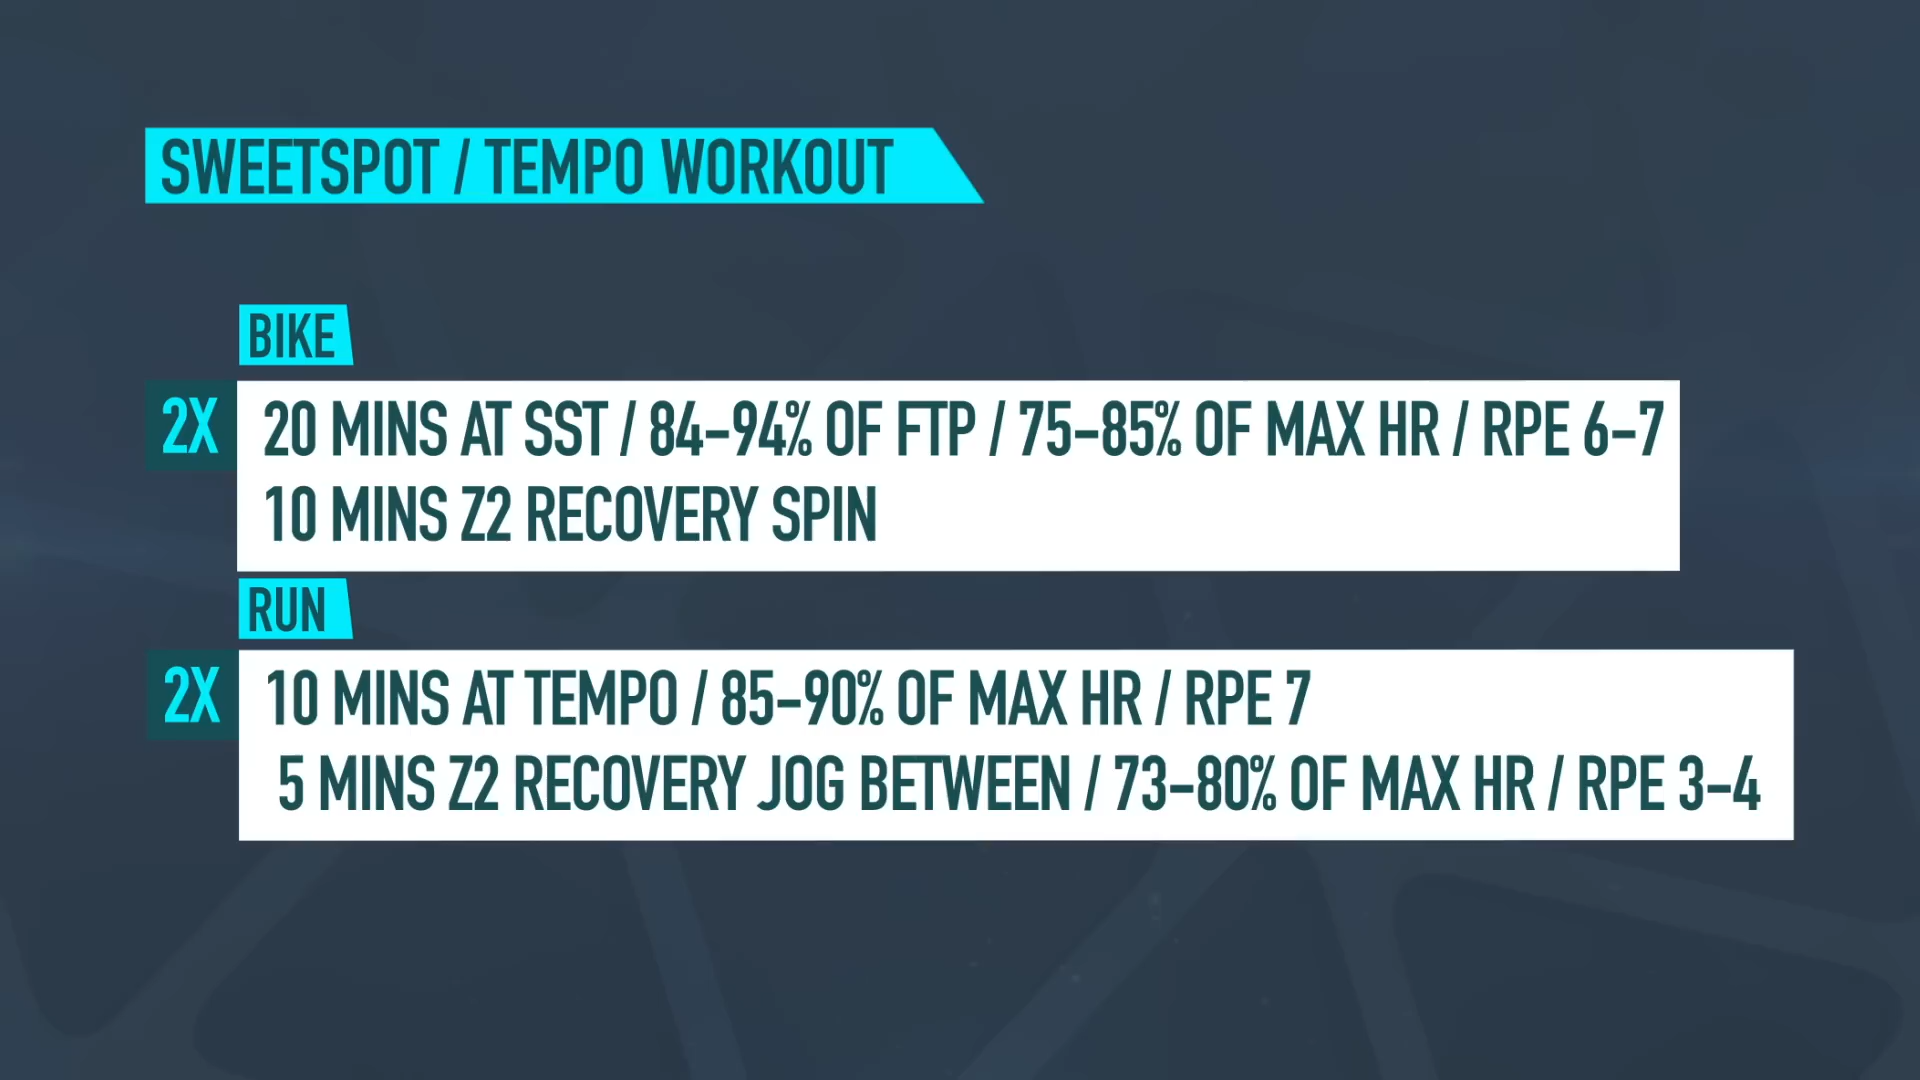 SWEETSPOT / TEMPO WORKOUT
BIKE
2X
20 MINS AT SST / 84–94% OF FTP / 75–85% OF MAX HR / RPE 6–7
10 MINS Z2 RECOVERY SPIN
RUN
2X
10 MINS AT TEMPO / 85–90% OF MAX HR / RPE 7
5 MINS Z2 RECOVERY JOG BETWEEN / 73–80% OF MAX HR / RPE 3–4